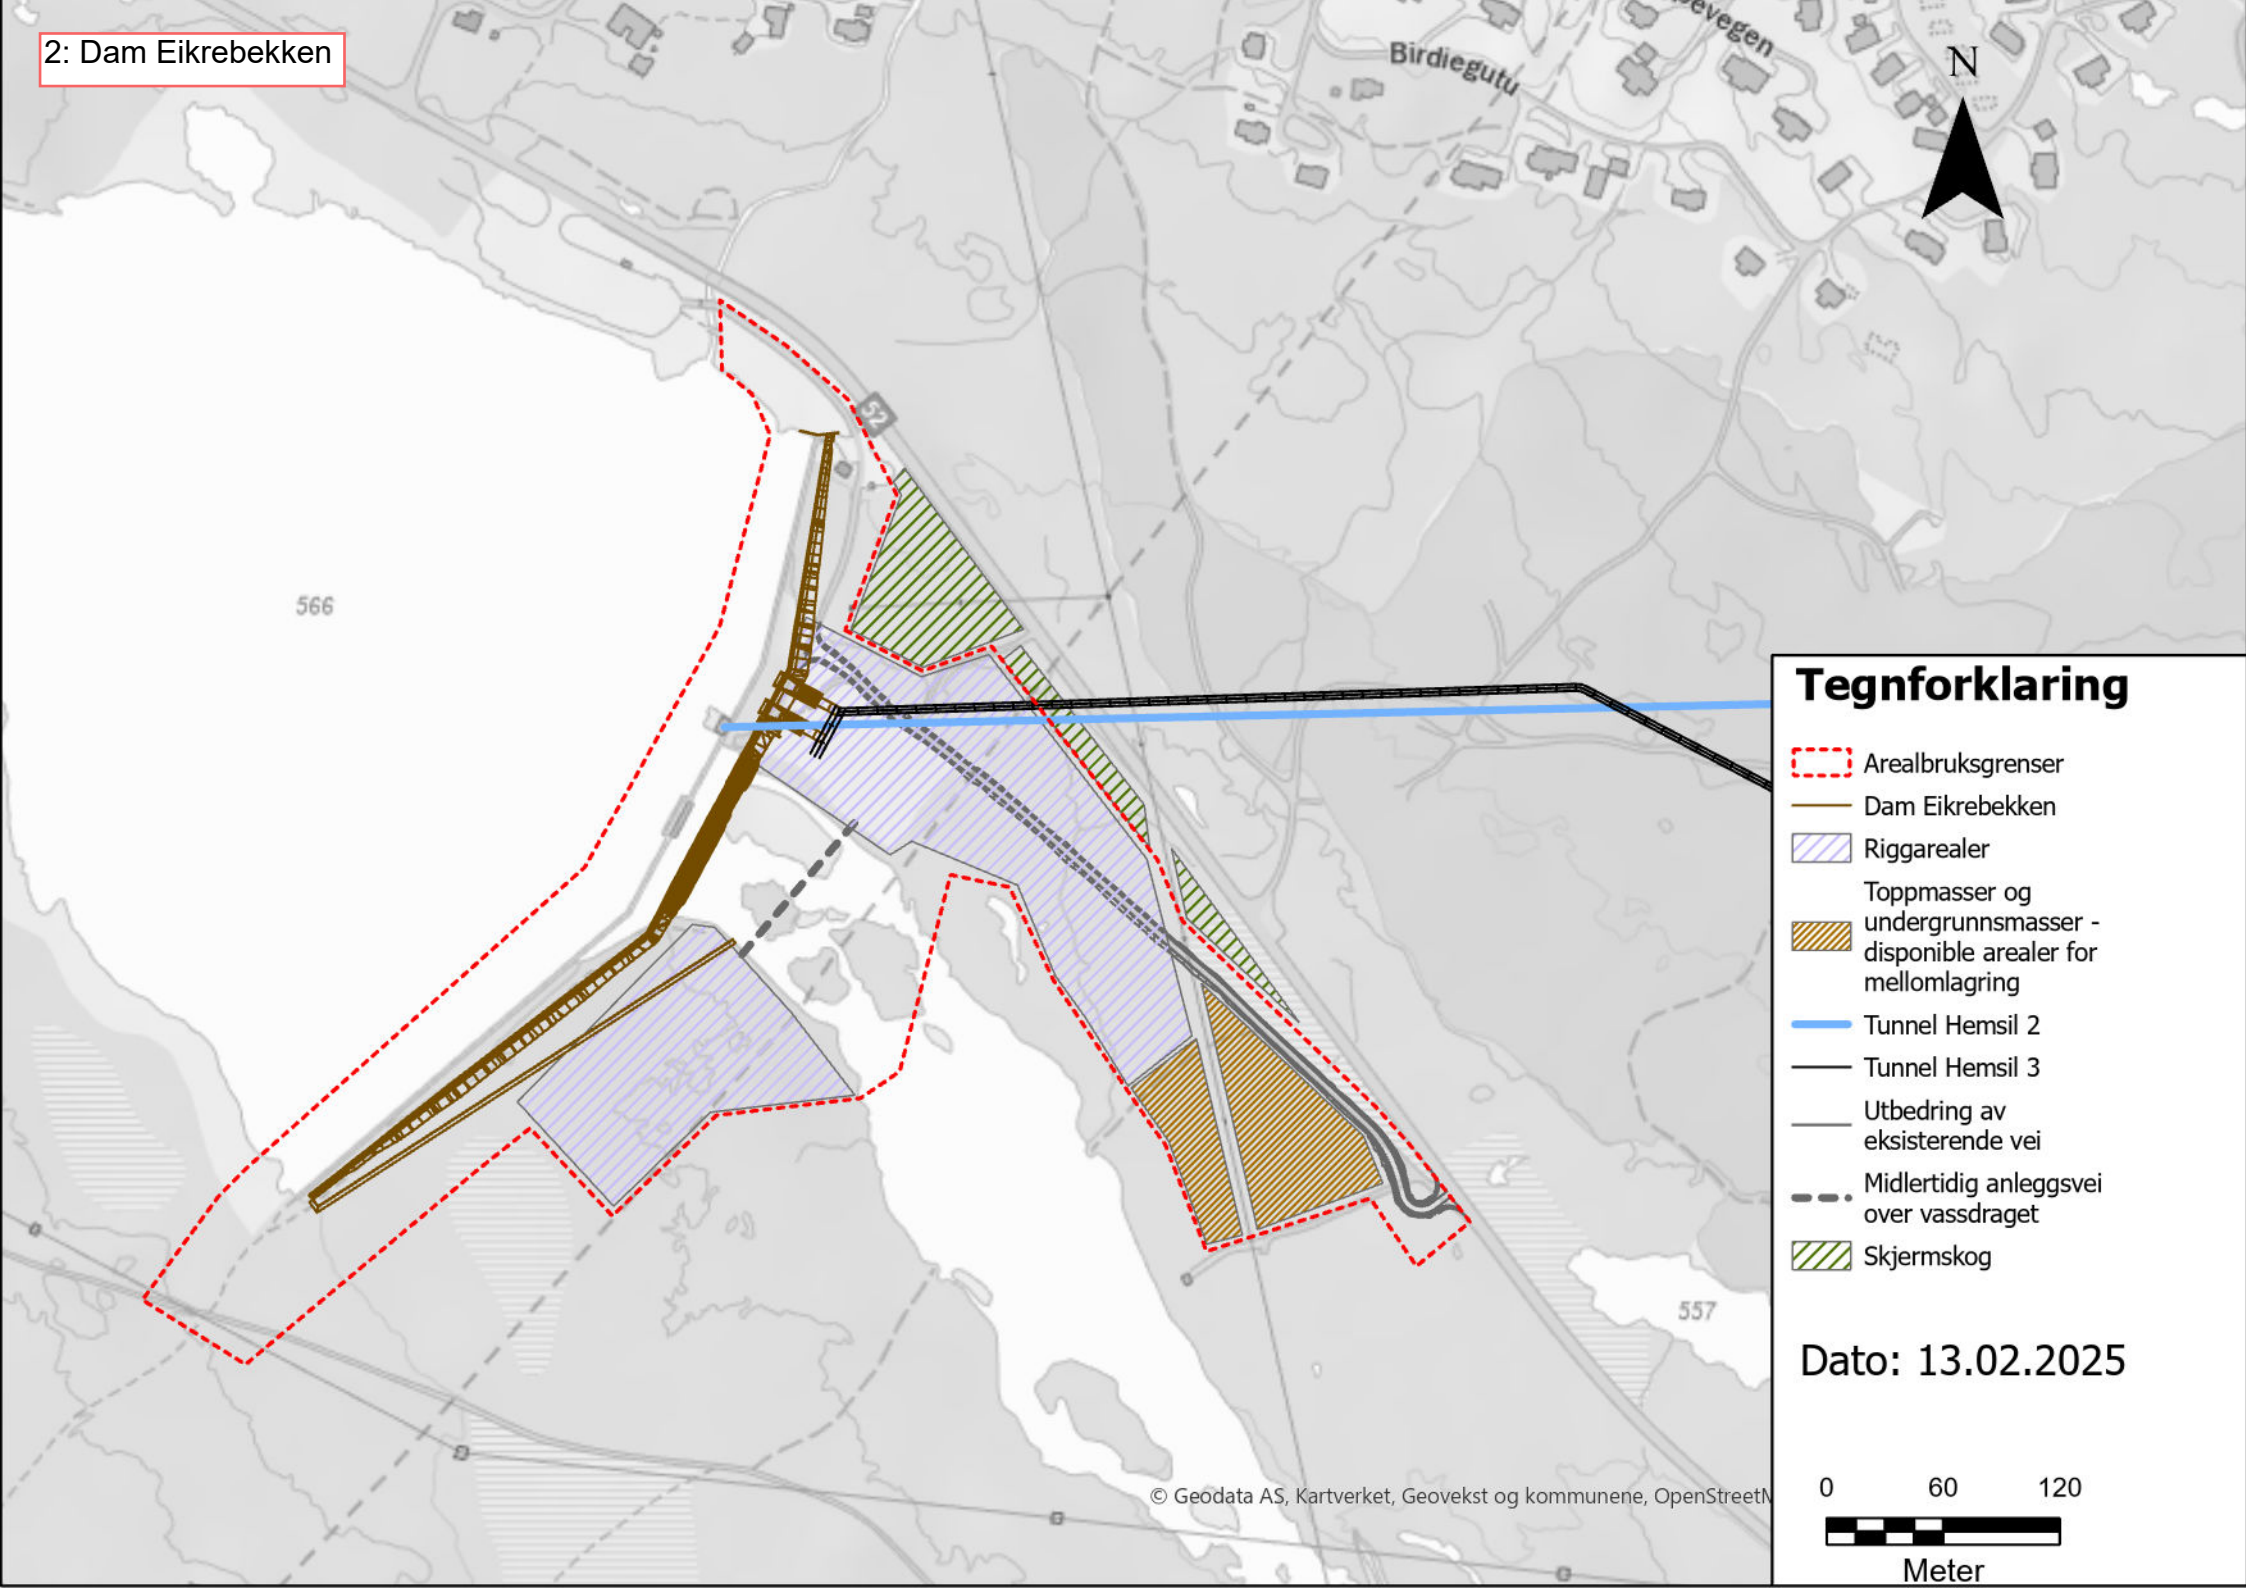 2: Dam Eikrebekken
Birdiegutu
N
52
566
557
Tegnforklaring
Arealbruksgrenser
Dam Eikrebekken
Riggarealer
Toppmasser og
undergrunnsmasser -
disponible arealer for
mellomlagring
Tunnel Hemsil 2
Tunnel Hemsil 3
Utbedring av
eksisterende vei
Midlertidig anleggsvei
over vassdraget
Skjermskog
Dato: 13.02.2025
0 60 120
Meter
© Geodata AS, Kartverket, Geovekst og kommunene,